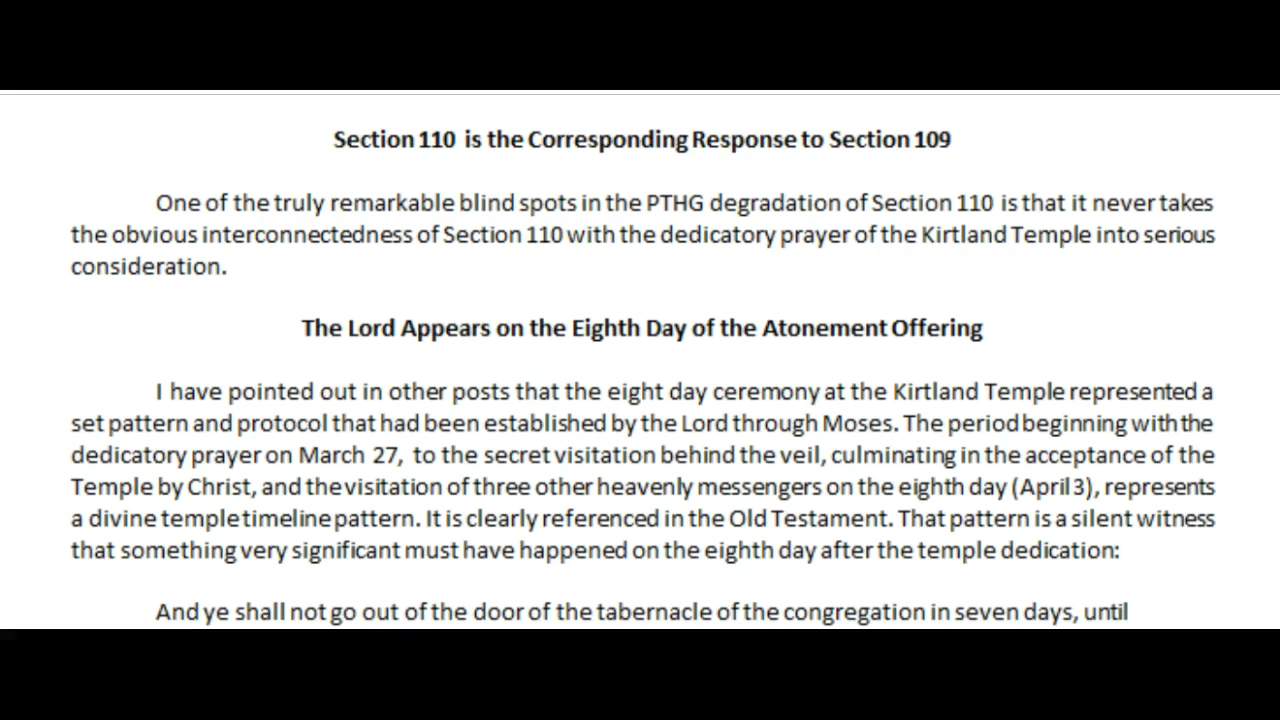 Section 110 is the Corresponding Response to Section 109
One of the truly remarkable blind spots in the PTHG degradation of Section 110 is that it never takes
the obvious interconnectedness of Section 110 with the dedicatory prayer of the Kirtland Temple into serious
consideration.
The Lord Appears on the Eighth Day of the Atonement Offering
I have pointed out in other posts that the eight day ceremony at the Kirtland Temple represented a
set pattern and protocol that had been established by the Lord through Moses. The period beginning with the
dedicatory prayer on March 27, to the secret visitation behind the veil, culminating in the acceptance of the
Temple by Christ, and the visitation of three other heavenly messengers on the eighth day (April 3), represents
a divine temple timeline pattern. It is clearly referenced in the Old Testament. That pattern is a silent witness
that something very significant must have happened on the eighth day after the temple dedication:
And ye shall not go out of the door of the tabernacle of the congregation in seven days, until